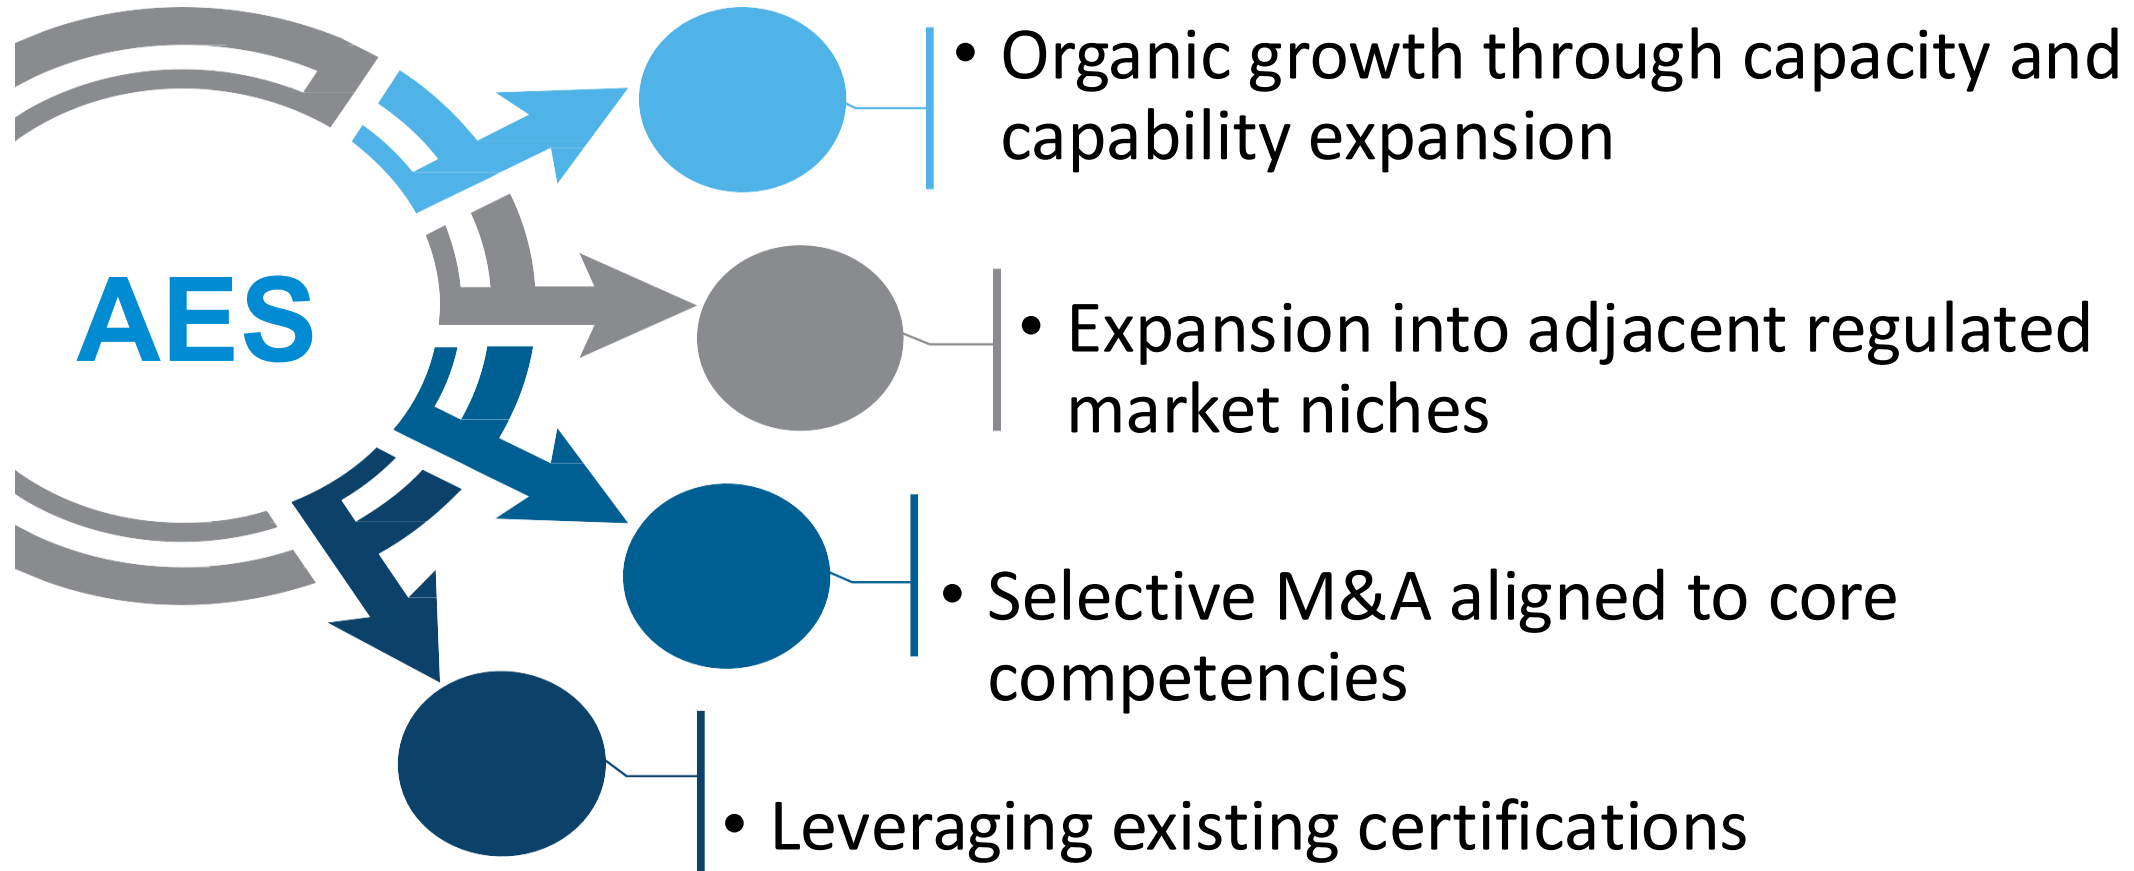 • Organic growth through capacity and
capability expansion
AES
• Expansion into adjacent regulated
market niches
• Selective M&A aligned to core
competencies
• Leveraging existing certifications